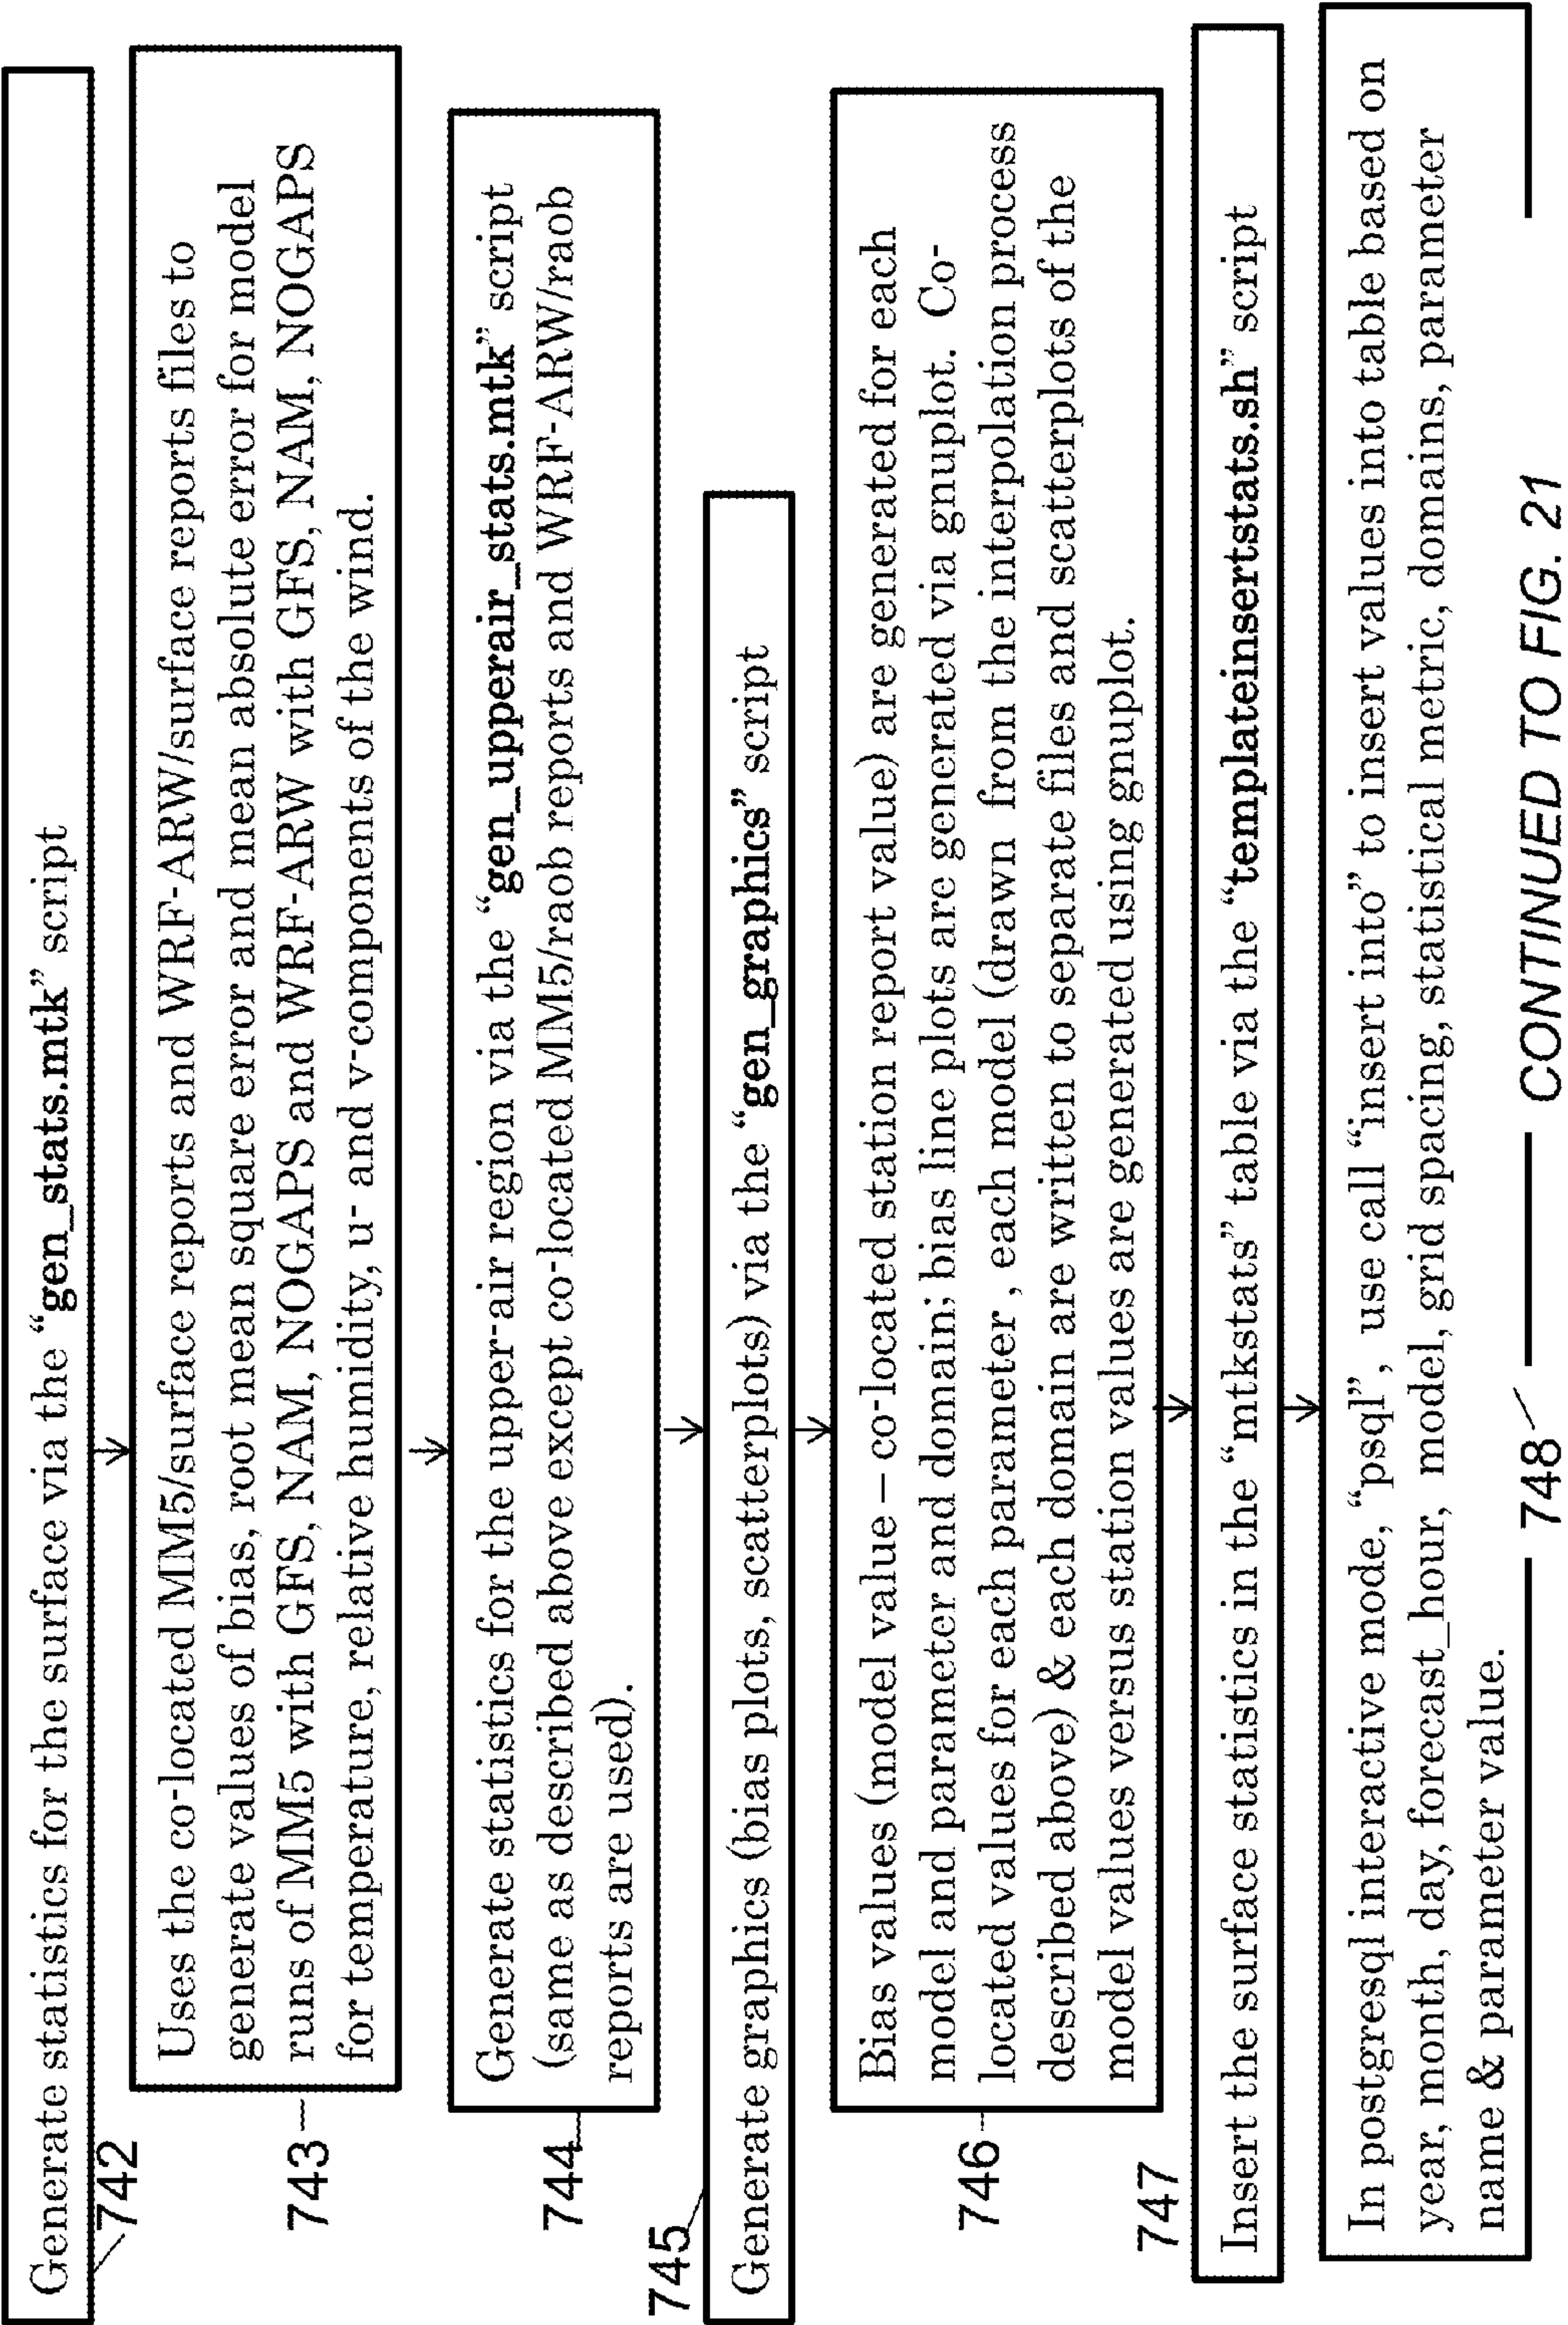 Generate statistics for the surface via the “gen_stats.mtk” script
742
Uses the co-located MM5/surface reports and WRF-ARW/surface reports files to
generate values of bias, root mean square error and mean absolute error for model
runs of MM5 with GFS, NAM, NOGAPS and WRF-ARW with GFS, NAM, NOGAPS
for temperature, relative humidity, u- and v-components of the wind.
743
Generate statistics for the upper-air region via the “gen_upperair_stats.mtk” script
(same as described above except co-located MM5/raob reports and WRF-ARW/raob
reports are used).
744
745
Generate graphics (bias plots, scatterplots) via the “gen_graphics” script
Bias values (model value – co-located station report value) are generated for each
model and parameter and domain; bias line plots are generated via gnuplot. Co-
located values for each parameter , each model (drawn from the interpolation process
described above) & each domain are written to separate files and scatterplots of the
model values versus station values are generated using gnuplot.
746
747
Insert the surface statistics in the “mtkstats” table via the “templateinsertstats.sh” script
In postgresql interactive mode, “psql”, use call “insert into” to insert values into table based on
year, month, day, forecast_hour, model, grid spacing, statistical metric, domains, parameter
name & parameter value.
748
CONTINUED TO FIG. 21